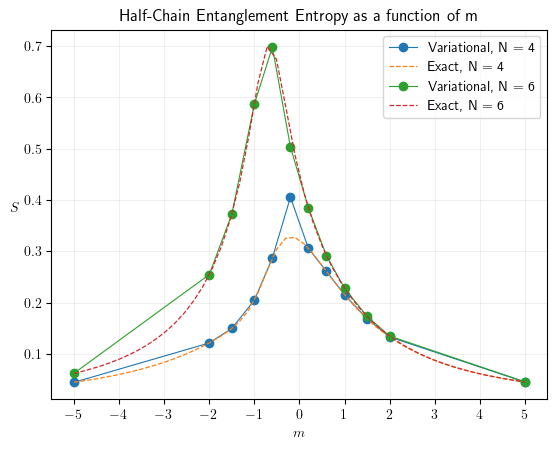 Half-Chain Entanglement Entropy as a function of m
Variational, N = 4
Exact, N = 4
Variational, N = 6
Exact, N = 6
0.7
0.6
0.5
0.4
0.3
0.2
0.1
S
−5 −4 −3 −2 −1 0 1 2 3 4 5
m